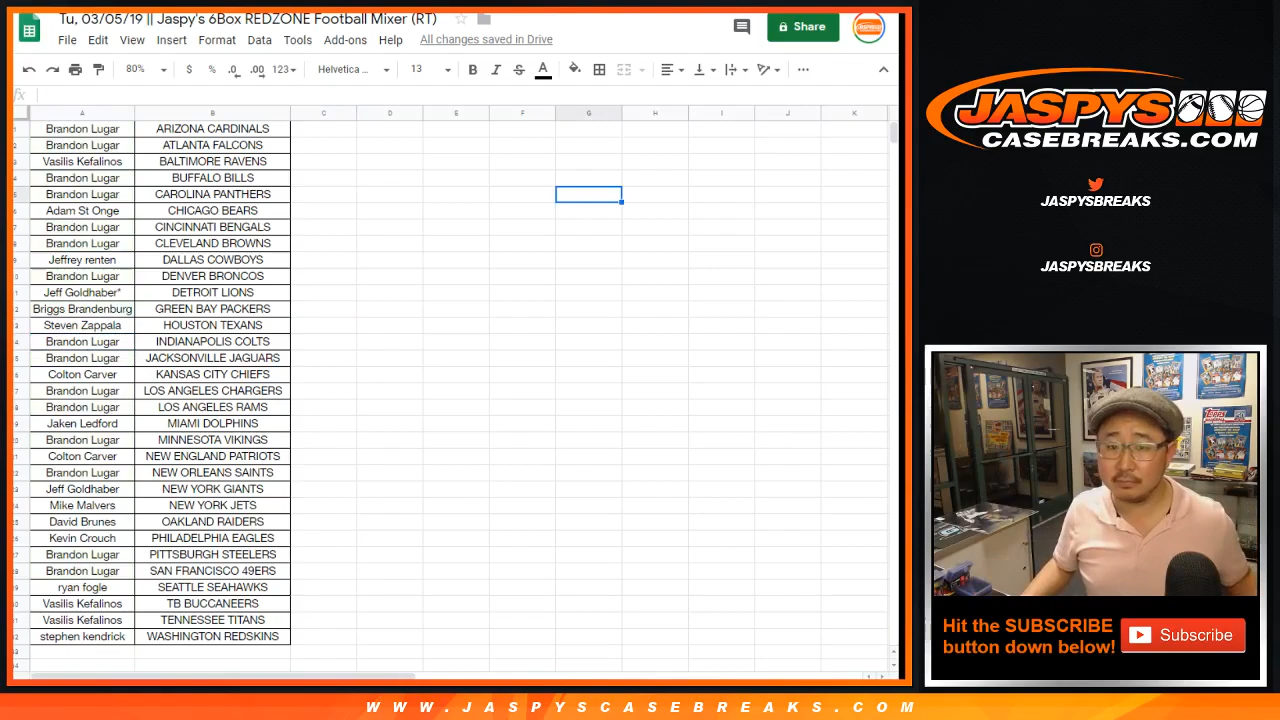 Tu, 03/05/19 || Jaspy's 6Box REDZONE Football Mixer (RT)
File Edit View Insert Format Data Tools Add-ons Help All changes saved in Drive
Share
80% $ % .0 .00 123 Helvetica ... 13 B I S A
fx
A B C D E F G H I J K
Brandon Lugar ARIZONA CARDINALS
Brandon Lugar ATLANTA FALCONS
Vasilis Kefalinos BALTIMORE RAVENS
Brandon Lugar BUFFALO BILLS
Brandon Lugar CAROLINA PANTHERS
Adam St Onge CHICAGO BEARS
Brandon Lugar CINCINNATI BENGALS
Brandon Lugar CLEVELAND BROWNS
Jeffrey renten DALLAS COWBOYS
Brandon Lugar DENVER BRONCOS
Jeff Goldhaber* DETROIT LIONS
Briggs Brandenburg GREEN BAY PACKERS
Steven Zappala HOUSTON TEXANS
Brandon Lugar INDIANAPOLIS COLTS
Brandon Lugar JACKSONVILLE JAGUARS
Colton Carver KANSAS CITY CHIEFS
Brandon Lugar LOS ANGELES CHARGERS
Brandon Lugar LOS ANGELES RAMS
Jaken Ledford MIAMI DOLPHINS
Brandon Lugar MINNESOTA VIKINGS
Colton Carver NEW ENGLAND PATRIOTS
Brandon Lugar NEW ORLEANS SAINTS
Jeff Goldhaber NEW YORK GIANTS
Mike Malvers NEW YORK JETS
David Brunes OAKLAND RAIDERS
Kevin Crouch PHILADELPHIA EAGLES
Brandon Lugar PITTSBURGH STEELERS
Brandon Lugar SAN FRANCISCO 49ERS
ryan fogle SEATTLE SEAHAWKS
Vasilis Kefalinos TB BUCCANEERS
Vasilis Kefalinos TENNESSEE TITANS
stephen kendrick WASHINGTON REDSKINS
JASPYS
CASEBREAKS.COM
JASPYSBREAKS
JASPYSBREAKS
Topps
Hit the SUBSCRIBE
button down below!
Subscribe
WWW.JASPYSCASEBREAKS.COM